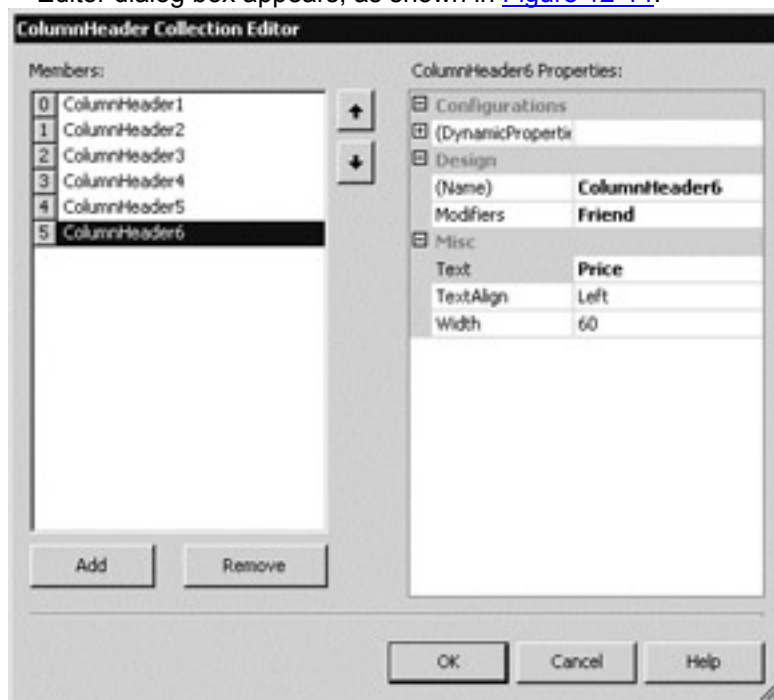 Editor dialog box appears, as shown in Figure 12-11.
ColumnHeader Collection Editor
Members:
0 ColumnHeader1
1 ColumnHeader2
2 ColumnHeader3
3 ColumnHeader4
4 ColumnHeader5
5 ColumnHeader6
Add Remove
ColumnHeader6 Properties:
Configurations
(DynamicPropertie
Design
(Name) ColumnHeader6
Modifiers Friend
Misc
Text Price
TextAlign Left
Width 60
OK Cancel Help